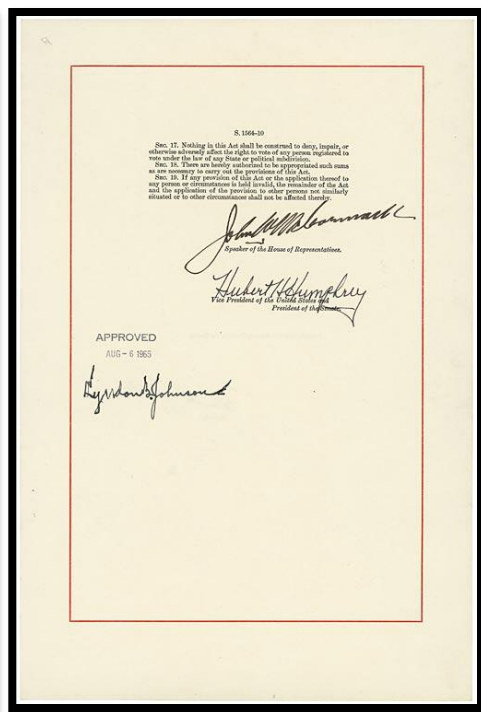 S. 1564-10
Sec. 17. Nothing in this Act shall be construed to deny, impair, or
otherwise adversely affect the right to vote of any person registered to
vote under the law of any State or political subdivision.
Sec. 18. There are hereby authorized to be appropriated such sums
as are necessary to carry out the provisions of this Act.
Sec. 19. If any provision of this Act or the application thereof to
any person or circumstances is held invalid, the remainder of the Act
and the application of the provision to other persons not similarly
situated or to other circumstances shall not be affected thereby.
John W McCormack
Speaker of the House of Representatives.
Hubert H Humphrey
Vice President of the United States and
President of the Senate.
APPROVED
AUG - 6 1965
Lyndon B. Johnson